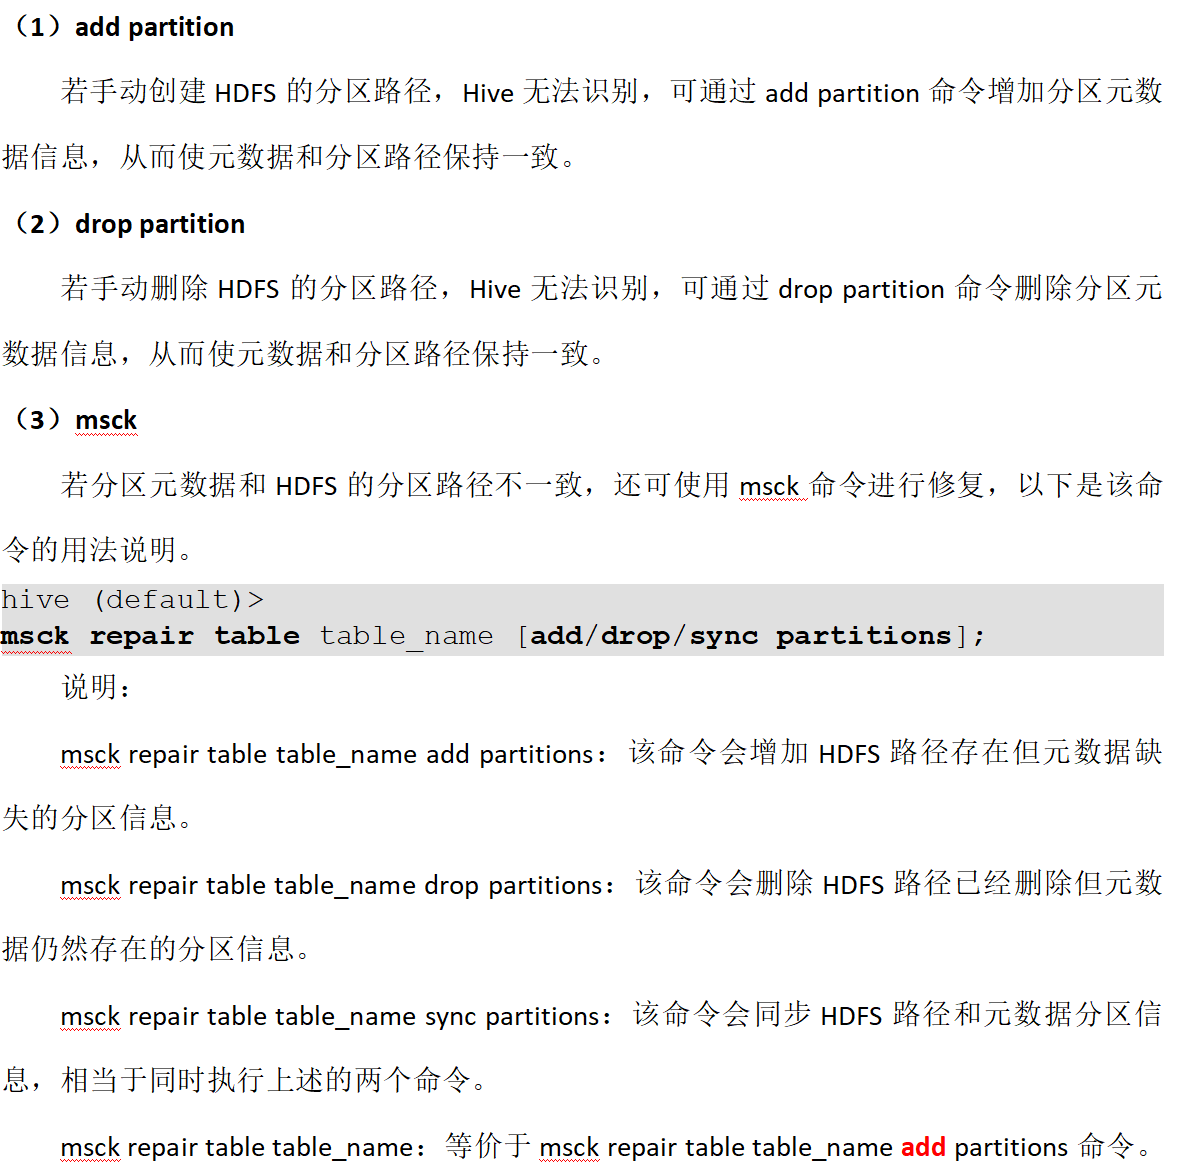 （1）add partition
若手动创建 HDFS 的分区路径，Hive 无法识别，可通过 add partition 命令增加分区元数
据信息，从而使元数据和分区路径保持一致。
（2）drop partition
若手动删除 HDFS 的分区路径，Hive 无法识别，可通过 drop partition 命令删除分区元
数据信息，从而使元数据和分区路径保持一致。
（3）msck
若分区元数据和 HDFS 的分区路径不一致，还可使用 msck 命令进行修复，以下是该命
令的用法说明。
hive (default)>
msck repair table table_name [add/drop/sync partitions];
说明：
msck repair table table_name add partitions：该命令会增加 HDFS 路径存在但元数据缺
失的分区信息。
msck repair table table_name drop partitions：该命令会删除 HDFS 路径已经删除但元数
据仍然存在的分区信息。
msck repair table table_name sync partitions：该命令会同步 HDFS 路径和元数据分区信
息，相当于同时执行上述的两个命令。
msck repair table table_name：等价于 msck repair table table_name add partitions 命令。